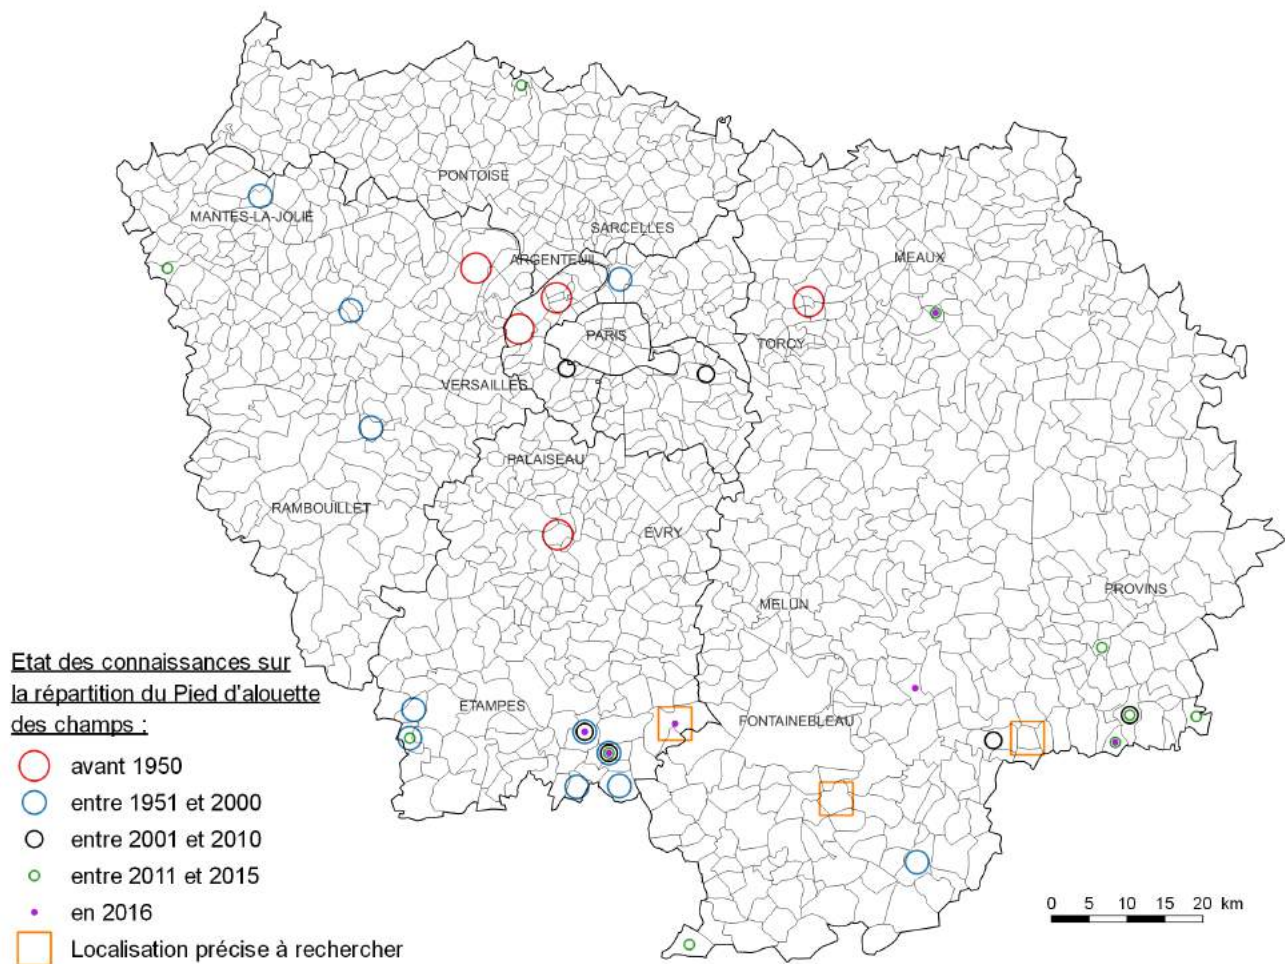 PONTOISE
MANTES-LA-JOLIE
SARCELLES
ARGENTEUIL
MEAUX
PARIS
TORCY
VERSAILLES
PALAISEAU
RAMBOUILLET
EVRY
PROVINS
MELUN
ETAMPES
FONTAINEBLEAU
Etat des connaissances sur
la répartition du Pied d'alouette
des champs :
avant 1950
entre 1951 et 2000
entre 2001 et 2010
entre 2011 et 2015
en 2016
Localisation précise à rechercher
0 5 10 15 20 km